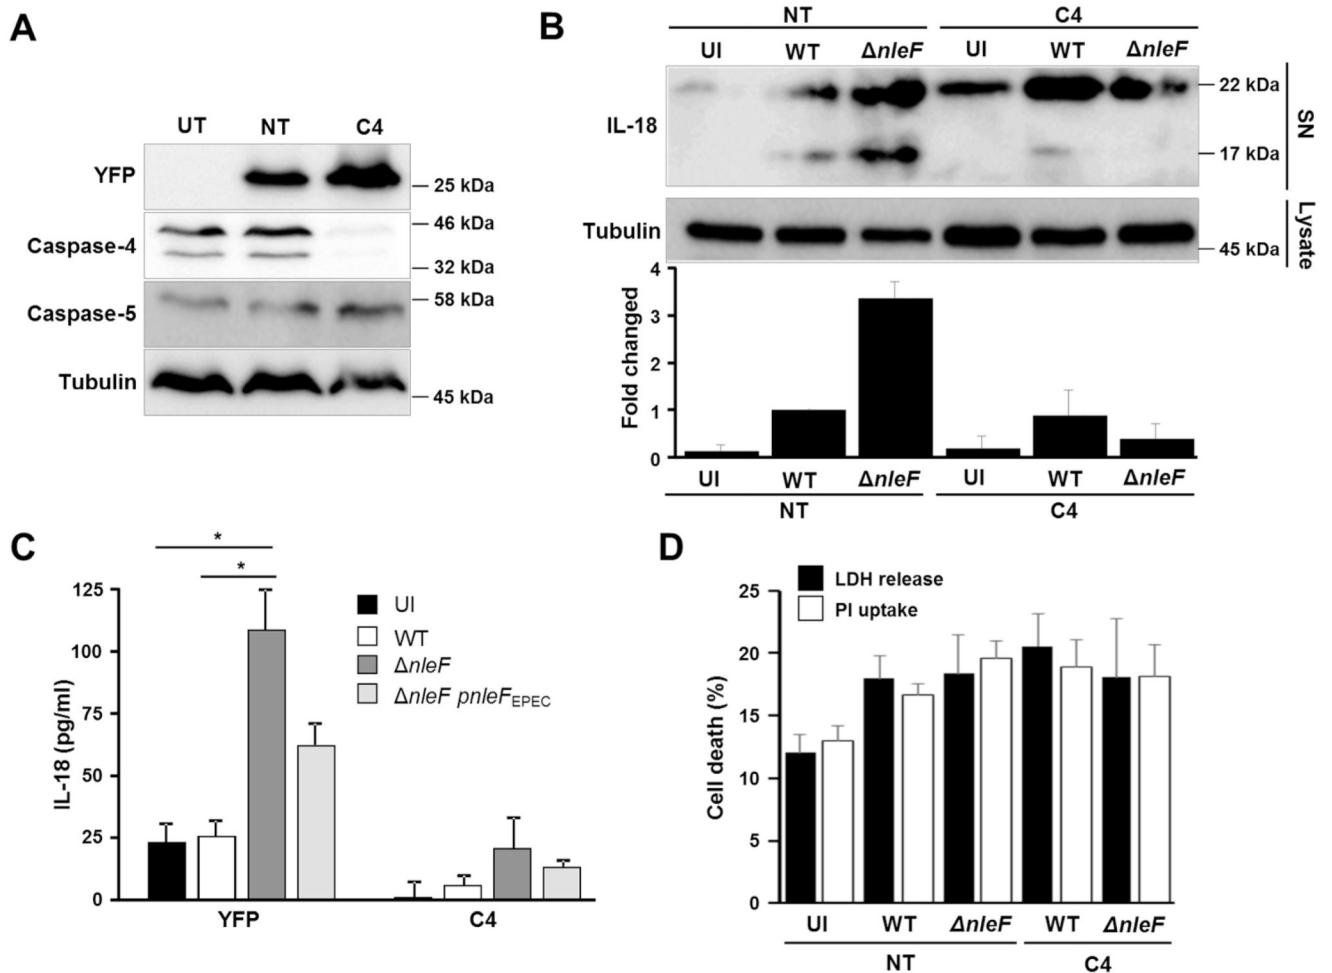 A
UT NT C4
YFP
25 kDa
46 kDa
Caspase-4
32 kDa
58 kDa
Caspase-5
Tubulin
45 kDa
B
NT C4
UI WT ΔnleF UI WT ΔnleF
22 kDa
IL-18
17 kDa
SN
Tubulin
45 kDa
Lysate
Fold changed
4
3
2
1
0
UI WT ΔnleF UI WT ΔnleF
NT C4
C
* 
*
IL-18 (pg/ml)
125
100
75
50
25
0
UI
WT
ΔnleF
ΔnleF pnleFEPEC
YFP C4
D
LDH release
PI uptake
Cell death (%)
25
20
15
10
5
0
UI WT ΔnleF WT ΔnleF
NT C4